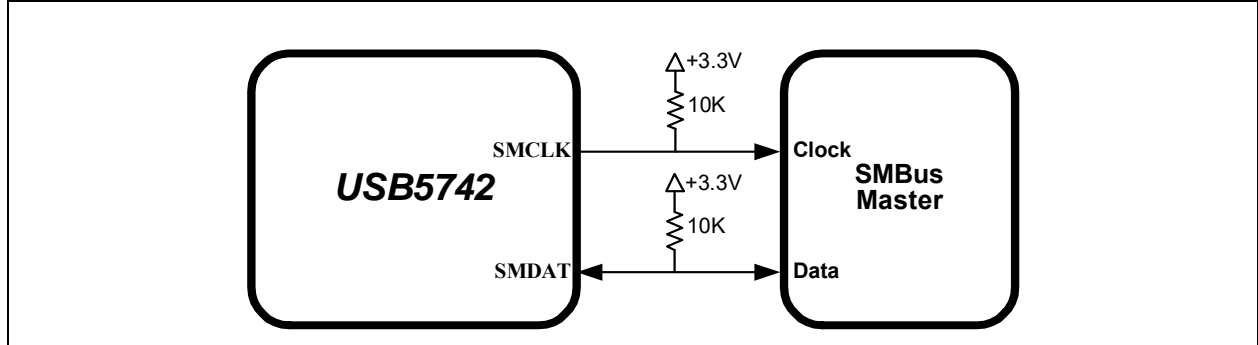 +3.3V
10K
SMCLK
Clock
USB5742
SMBus
Master
+3.3V
10K
SMDAT
Data